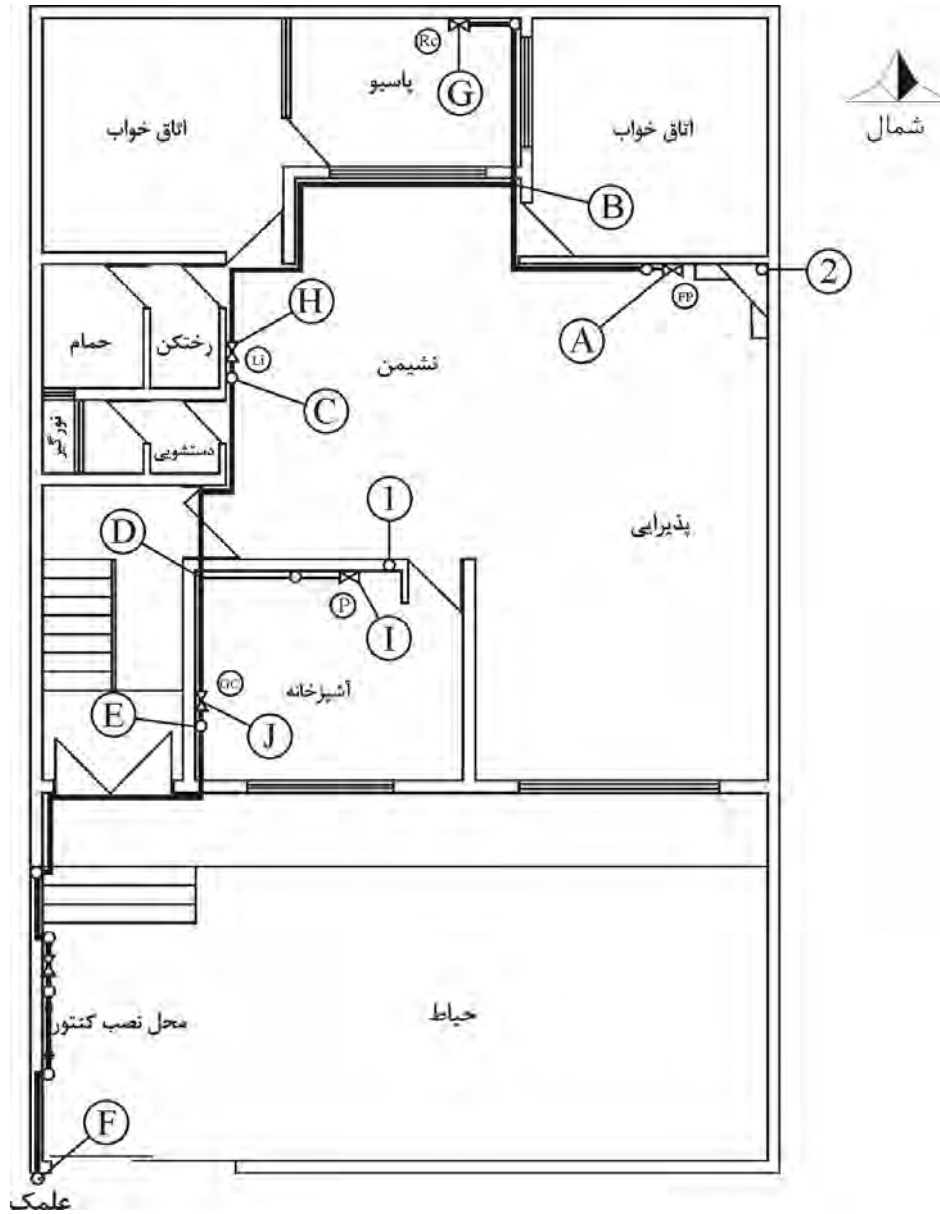 Rc
پاسیو
G
اتاق خواب
اتاق خواب
شمال
B
2
H
FP
A
حمام
رختکن
Li
نشیمن
C
نورگیر
دستشویی
1
پذیرایی
D
P
I
GC
آشپزخانه
E
J
محل نصب کنتور
حیاط
F
علمک